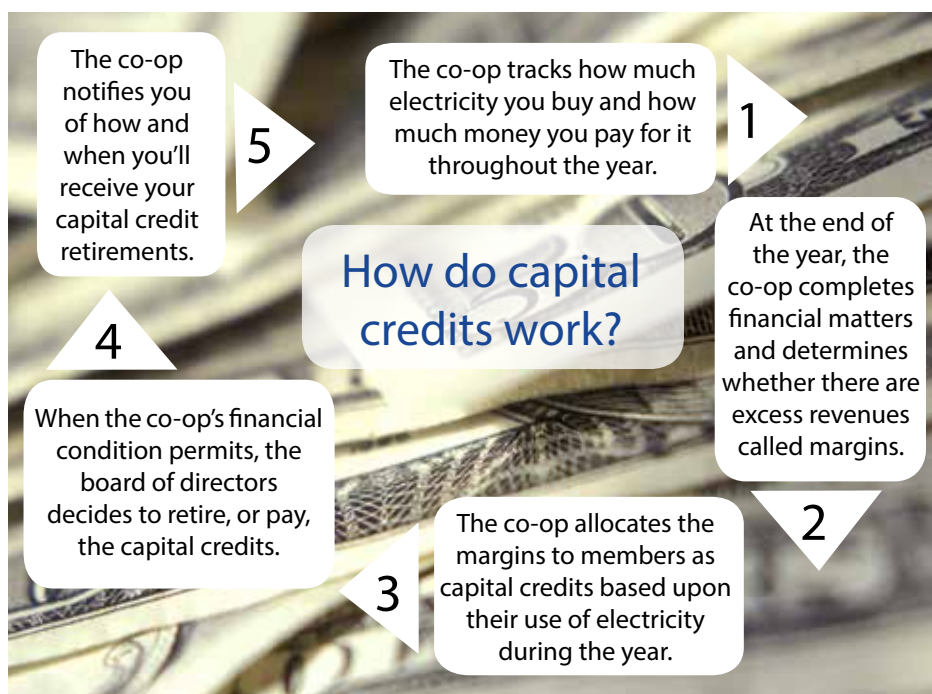 How do capital
credits work?
The co-op tracks how much
electricity you buy and how
much money you pay for it
throughout the year.
1
At the end of
the year, the
co-op completes
financial matters
and determines
whether there are
excess revenues
called margins.
2
The co-op allocates the
margins to members as
capital credits based upon
their use of electricity
during the year.
3
When the co-op's financial
condition permits, the
board of directors
decides to retire, or pay,
the capital credits.
4
The co-op
notifies you
of how and
when you'll
receive your
capital credit
retirements.
5